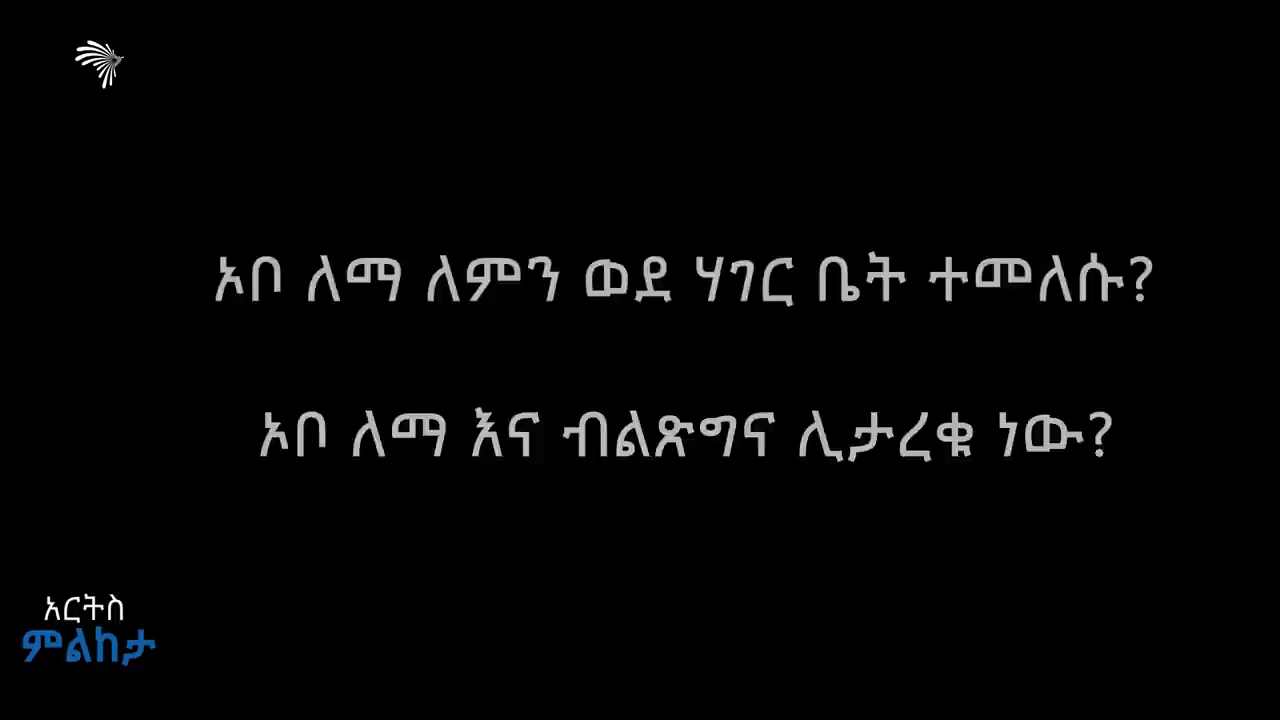 ኦቦ ለማ ለምን ወደ ሃገር ቤት ተመለሱ?
ኦቦ ለማ እና ብልጽግና ሊታረቁ ነው?
አርትስ
ምልከታ